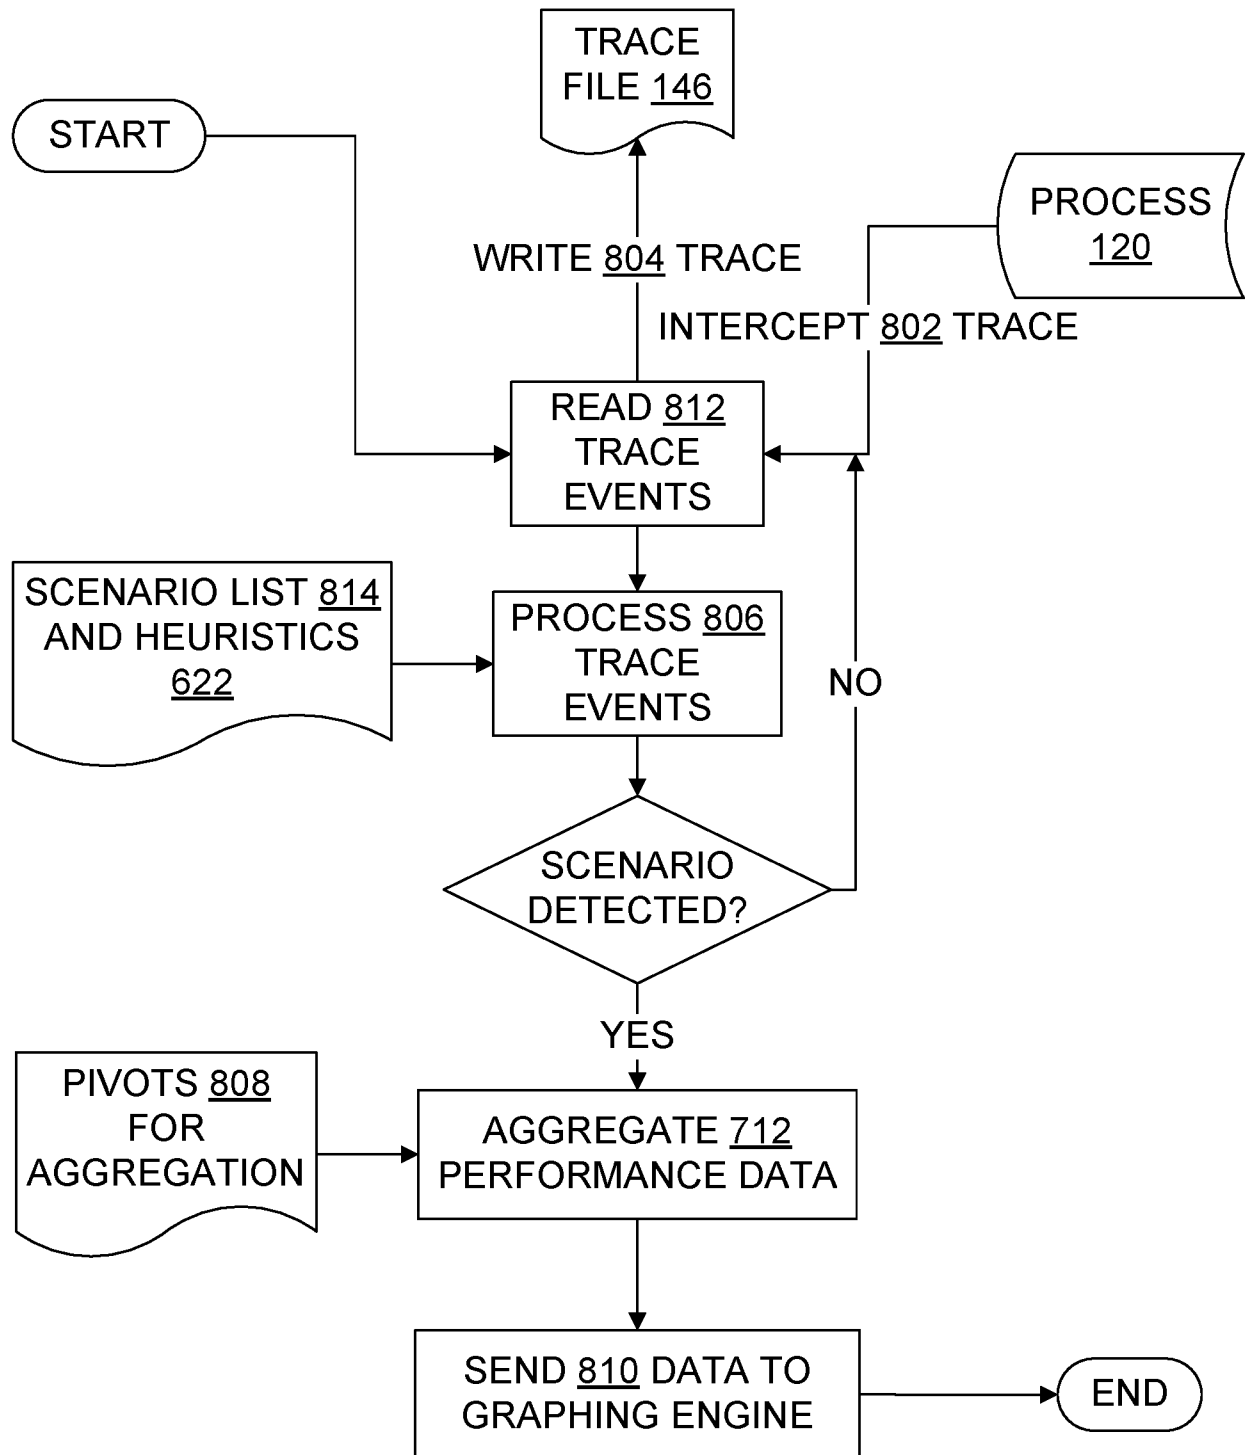 TRACE
FILE 146
START
PROCESS
120
WRITE 804 TRACE
INTERCEPT 802 TRACE
READ 812
TRACE
EVENTS
SCENARIO LIST 814
AND HEURISTICS
622
PROCESS 806
TRACE
EVENTS
NO
SCENARIO
DETECTED?
YES
PIVOTS 808
FOR
AGGREGATION
AGGREGATE 712
PERFORMANCE DATA
SEND 810 DATA TO
GRAPHING ENGINE
END